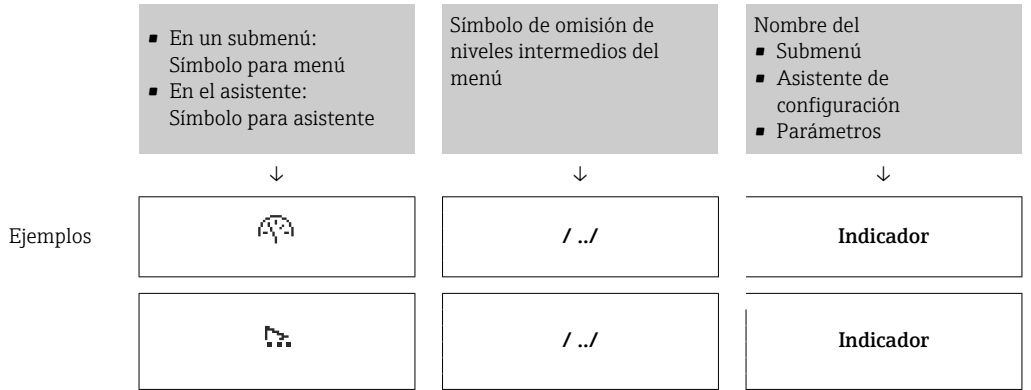 ▪ En un submenú:
Símbolo para menú
▪ En el asistente:
Símbolo para asistente
Símbolo de omisión de
niveles intermedios del
menú
Nombre del
▪ Submenú
▪ Asistente de
configuración
▪ Parámetros
↓ ↓ ↓
Ejemplos / ../ Indicador
/ ../ Indicador